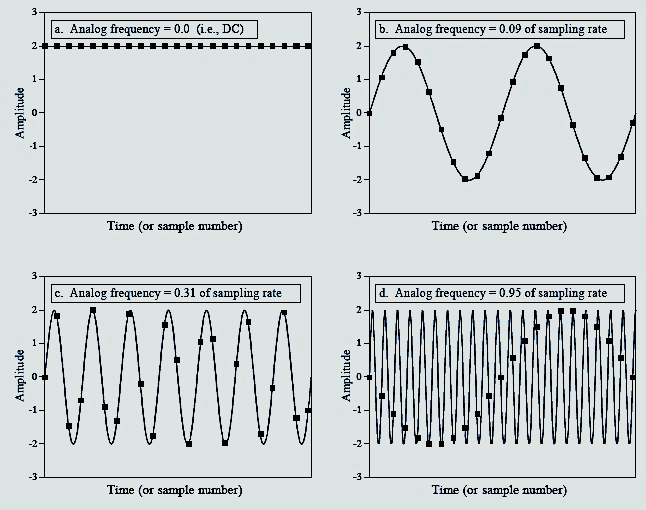 3
a. Analog frequency = 0.0 (i.e., DC)
2
1
0
-1
-2
-3
Amplitude
Time (or sample number)
3
b. Analog frequency = 0.09 of sampling rate
2
1
0
-1
-2
-3
Amplitude
Time (or sample number)
3
c. Analog frequency = 0.31 of sampling rate
2
1
0
-1
-2
-3
Amplitude
Time (or sample number)
3
d. Analog frequency = 0.95 of sampling rate
2
1
0
-1
-2
-3
Amplitude
Time (or sample number)